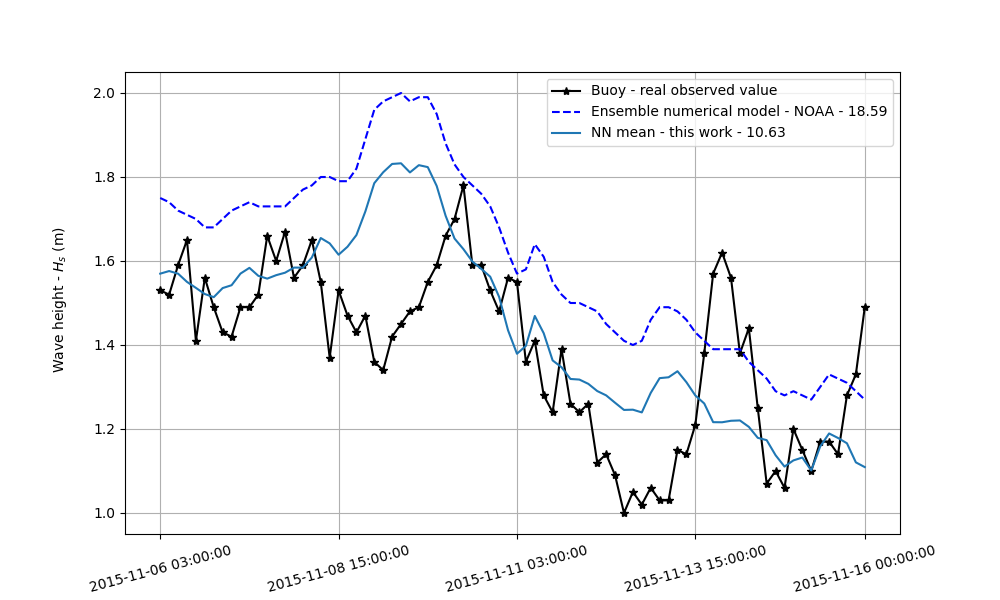 Buoy - real observed value
Ensemble numerical model - NOAA - 18.59
NN mean - this work - 10.63
Wave height - Hs (m)
2.0
1.8
1.6
1.4
1.2
1.0
2015-11-06 03:00:00
2015-11-08 15:00:00
2015-11-11 03:00:00
2015-11-13 15:00:00
2015-11-16 00:00:00